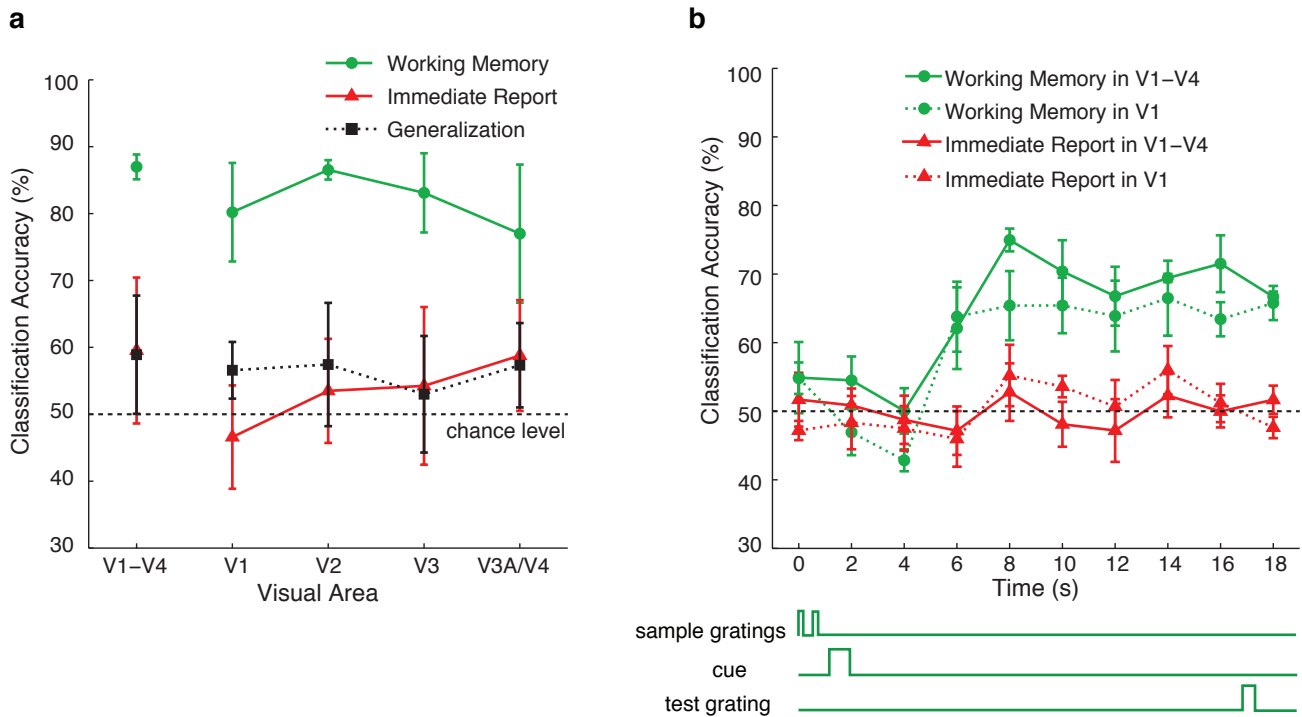 a
Working Memory
Immediate Report
Generalization
Classification Accuracy (%)
100
90
80
70
60
50
40
30
chance level
V1–V4 V1 V2 V3 V3A/V4
Visual Area
b
Working Memory in V1–V4
Working Memory in V1
Immediate Report in V1–V4
Immediate Report in V1
Classification Accuracy (%)
100
90
80
70
60
50
40
30
0 2 4 6 8 10 12 14 16 18
Time (s)
sample gratings
cue
test grating